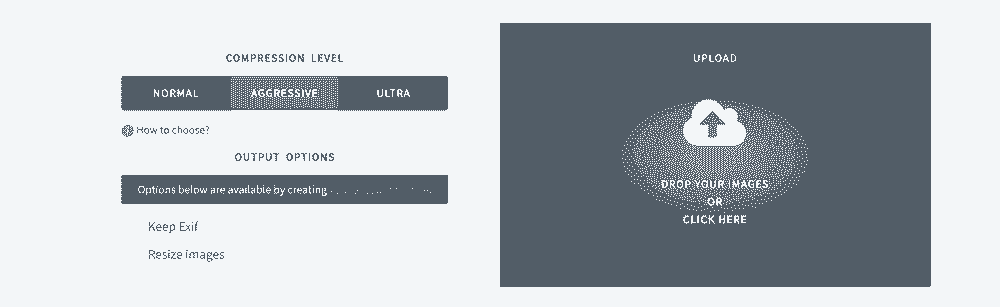 COMPRESSION LEVEL
NORMAL AGGRESSIVE ULTRA
How to choose?
OUTPUT OPTIONS
Options below are available by creating
Keep Exif
Resize images
UPLOAD
DROP YOUR IMAGES
OR
CLICK HERE